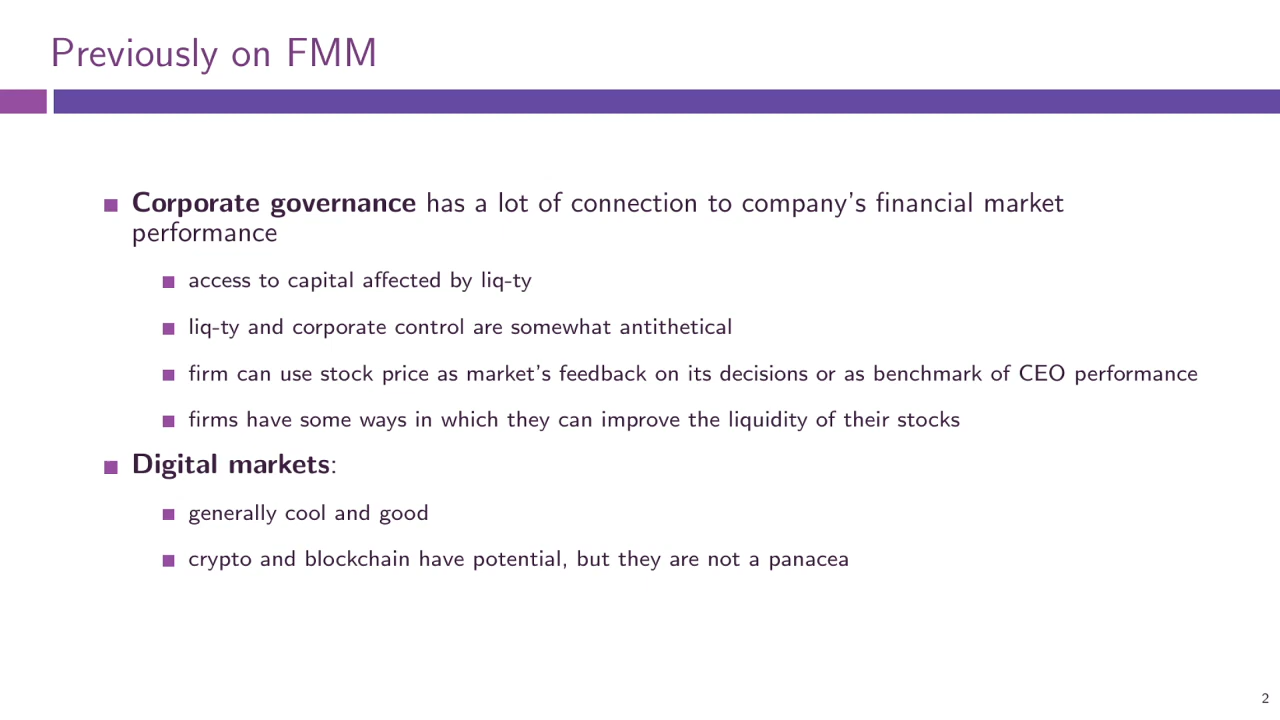 Previously on FMM
Corporate governance has a lot of connection to company's financial market
performance
access to capital affected by liq-ty
liq-ty and corporate control are somewhat antithetical
firm can use stock price as market's feedback on its decisions or as benchmark of CEO performance
firms have some ways in which they can improve the liquidity of their stocks
Digital markets:
generally cool and good
crypto and blockchain have potential, but they are not a panacea
2